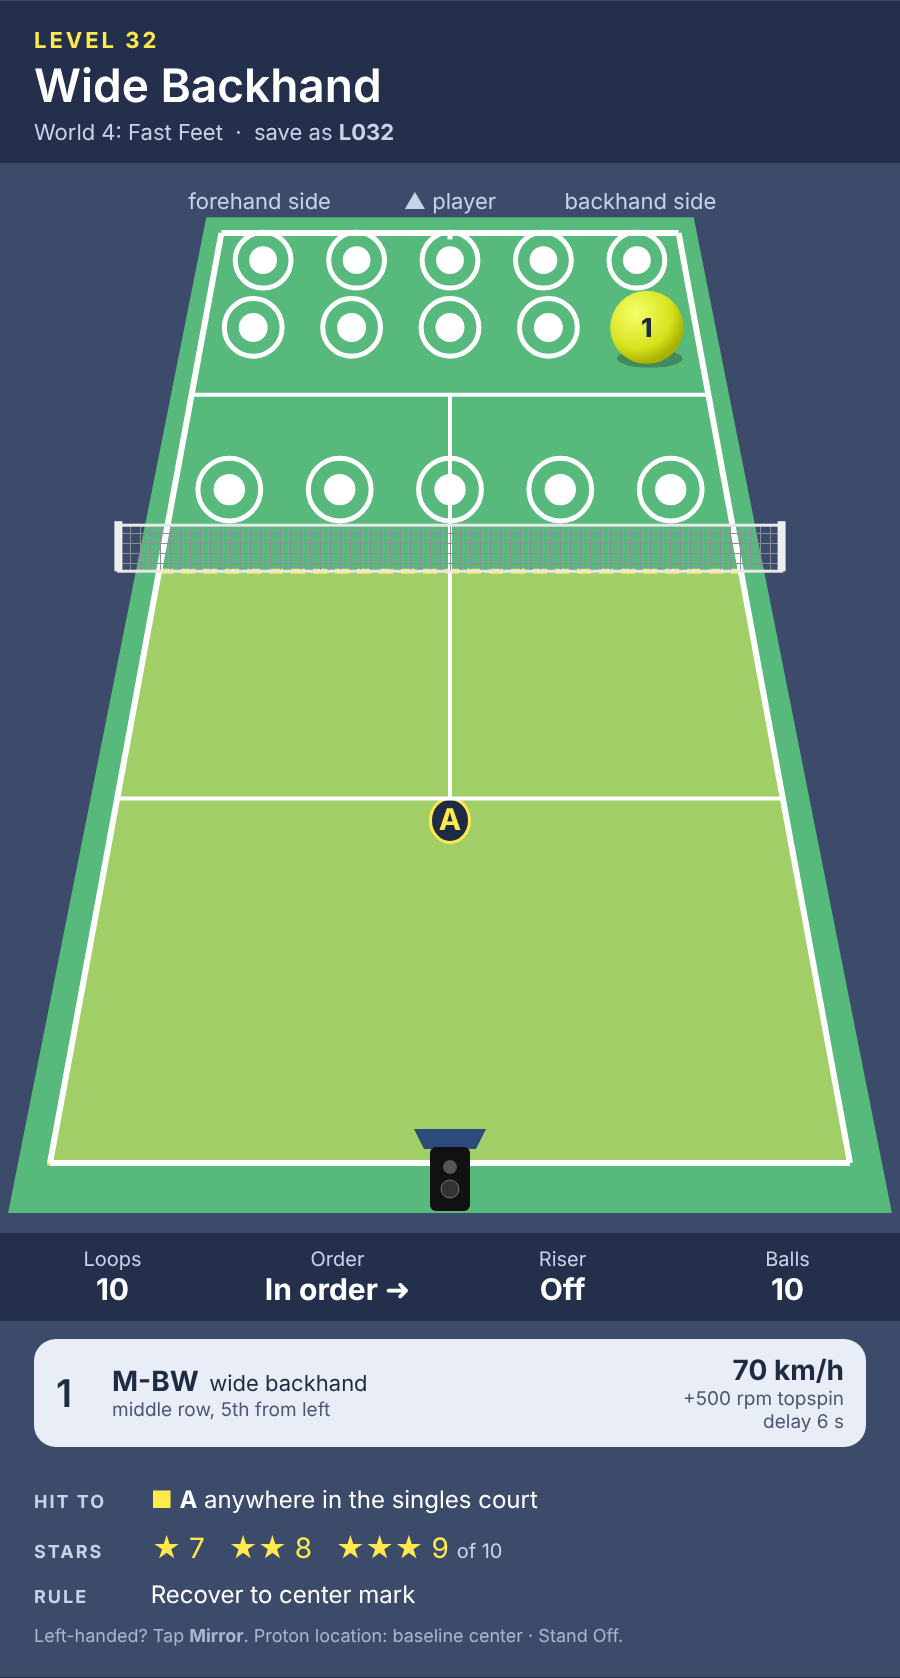 LEVEL 32
Wide Backhand
World 4: Fast Feet · save as L032
forehand side ▲ player backhand side
1
A
Loops Order Riser Balls
10 In order ➜ Off 10
1 M-BW wide backhand 70 km/h
middle row, 5th from left +500 rpm topspin
delay 6 s
HIT TO ■ A anywhere in the singles court
STARS ★ 7 ★★ 8 ★★★ 9 of 10
RULE Recover to center mark
Left-handed? Tap Mirror. Proton location: baseline center · Stand Off.